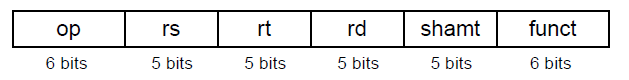 op rs rt rd shamt funct
6 bits 5 bits 5 bits 5 bits 5 bits 6 bits